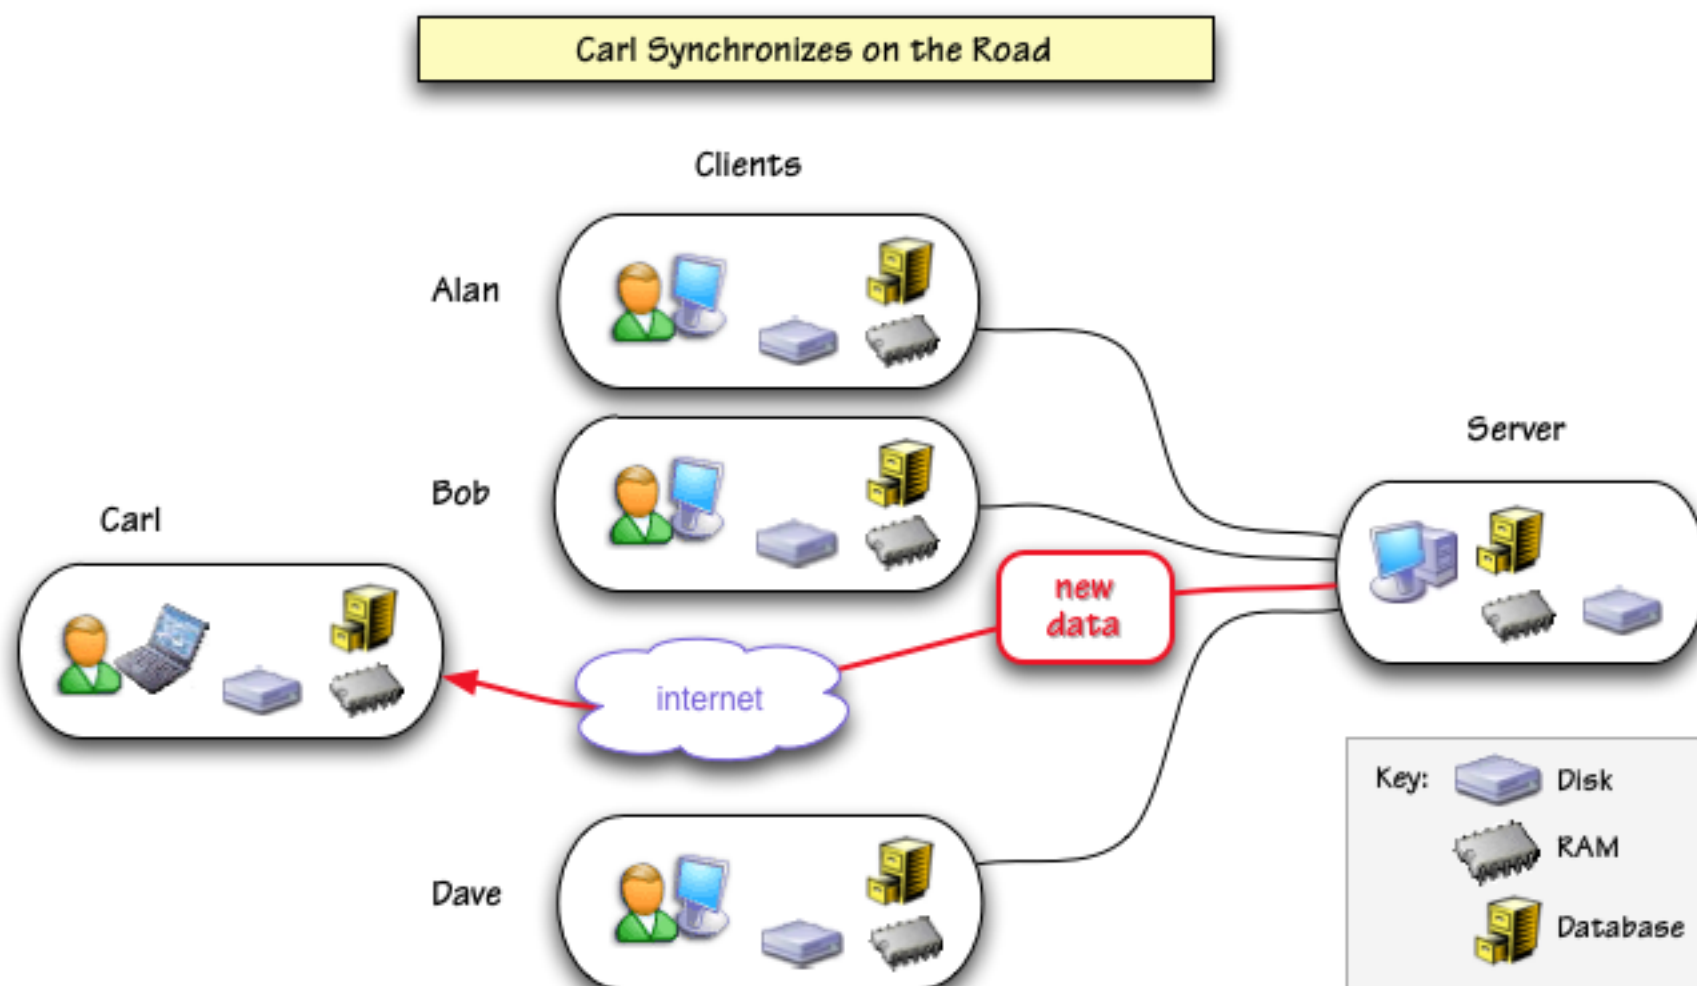 Carl Synchronizes on the Road
Clients
Alan
Server
Bob
Carl
new
data
internet
Key:
Disk
RAM
Dave
Database